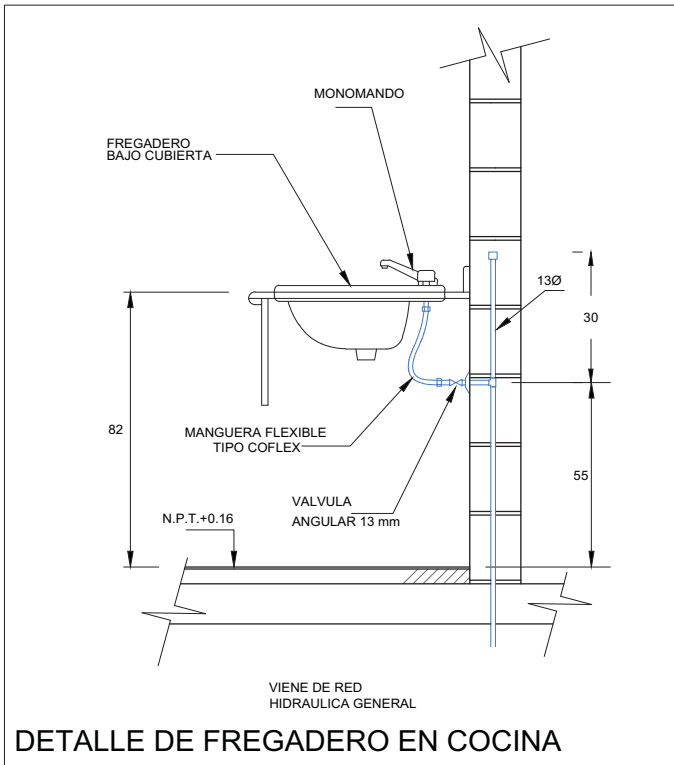 MONOMANDO
FREGADERO
BAJO CUBIERTA
13Ø
30
82
MANGUERA FLEXIBLE
TIPO COFLEX
55
VALVULA
ANGULAR 13 mm
N.P.T.+0.16
VIENE DE RED
HIDRAULICA GENERAL
DETALLE DE FREGADERO EN COCINA